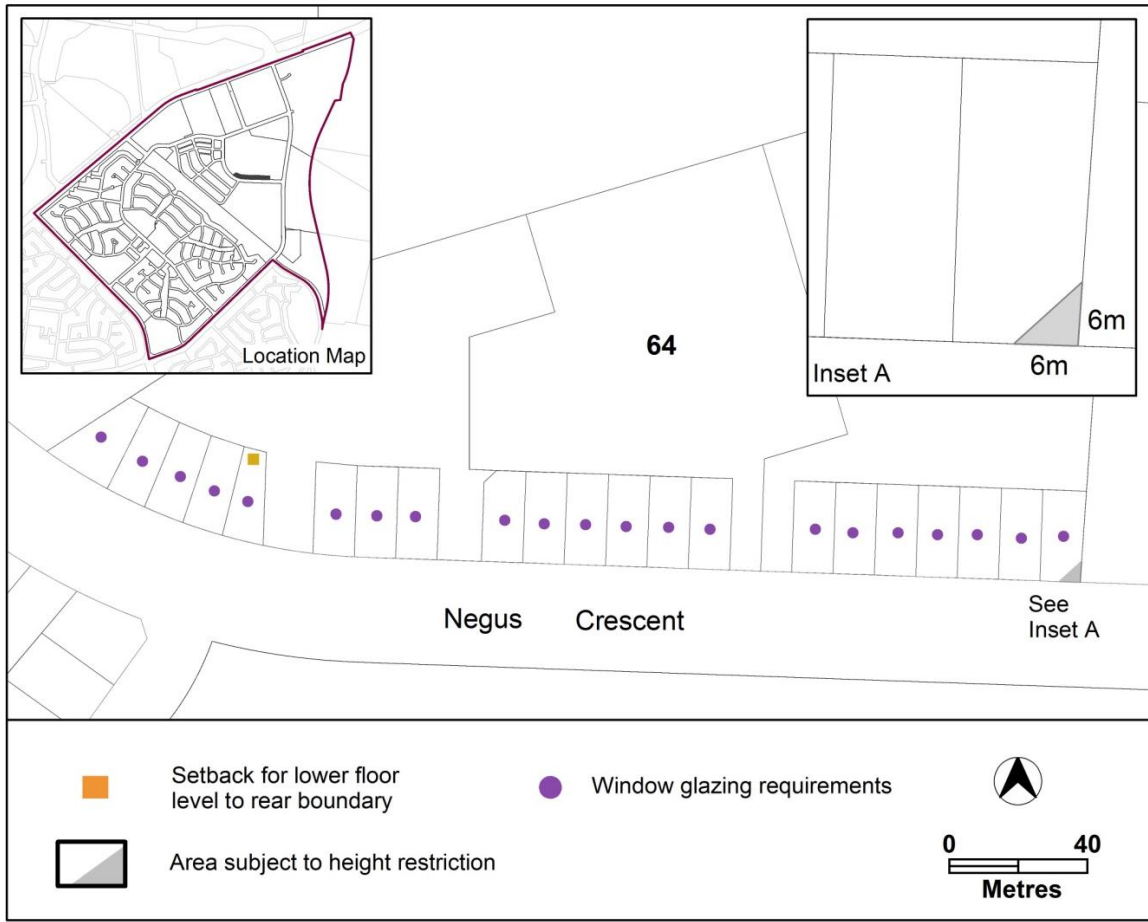 Location Map
64
6m
6m
Inset A
Negus Crescent
See
Inset A
Setback for lower floor
level to rear boundary
Window glazing requirements
Area subject to height restriction
0 40
Metres